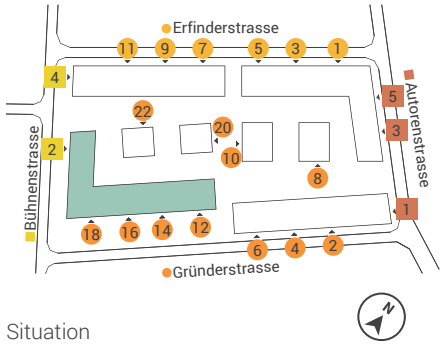 Erfinderstrasse
11 9 7 5 3 1
4
5
Autorenstrasse
22
20
3
Bühnenstrasse
2
10
8
1
18 16 14 12
6 4 2
Gründerstrasse
N
Situation